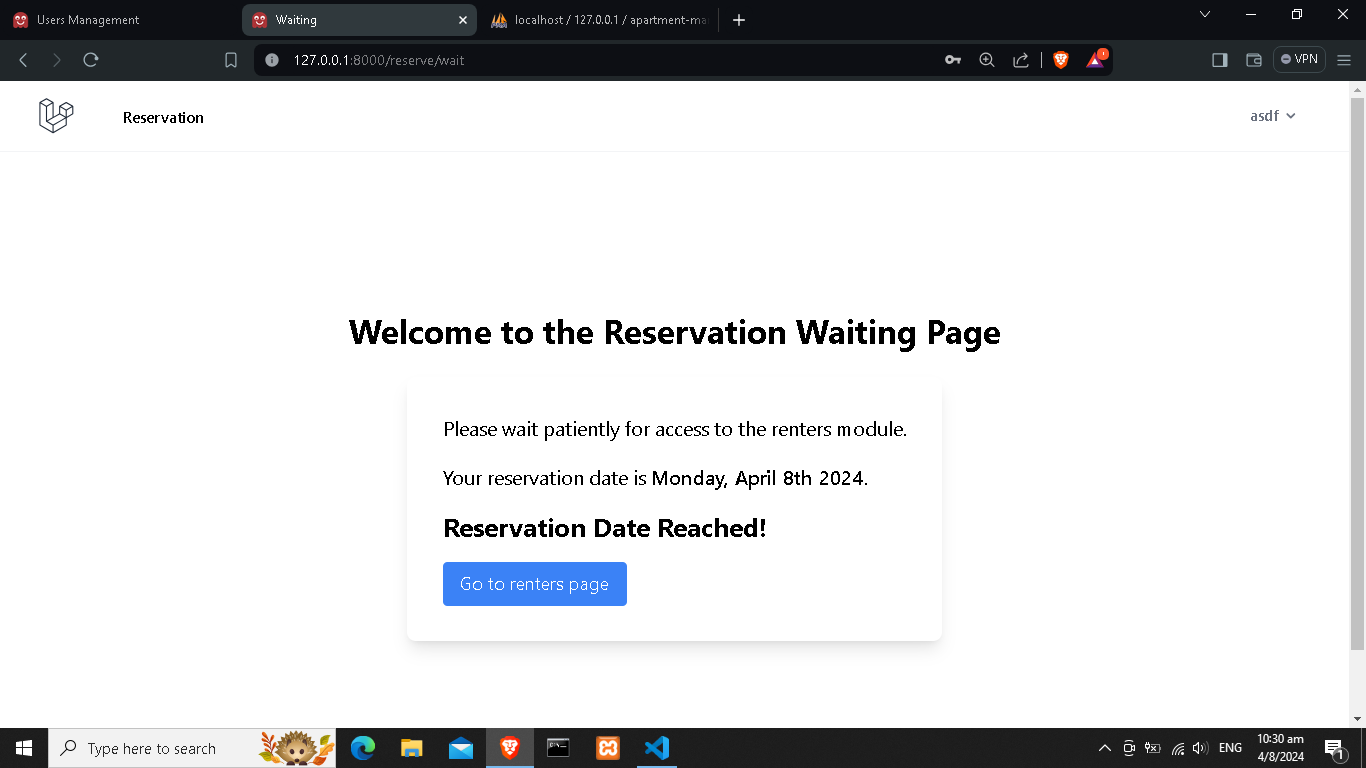 Users Management
Waiting
localhost / 127.0.0.1 / apartment-ma
127.0.0.1:8000/reserve/wait
VPN
Reservation
asdf
Welcome to the Reservation Waiting Page
Please wait patiently for access to the renters module.
Your reservation date is Monday, April 8th 2024.
Reservation Date Reached!
Go to renters page
Type here to search
ENG
10:30 am
4/8/2024
1